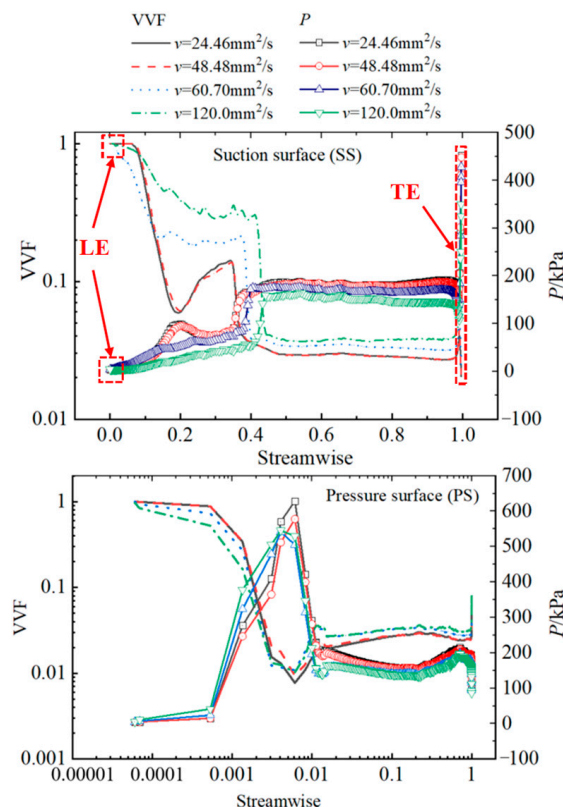 VVF P
v=24.46mm²/s v=24.46mm²/s
v=48.48mm²/s v=48.48mm²/s
v=60.70mm²/s v=60.70mm²/s
v=120.0mm²/s v=120.0mm²/s
1 500
Suction surface (SS)
400
TE
300
LE
VVF
0.1 200
P/kPa
100
0
0.01 −100
0.0 0.2 0.4 0.6 0.8 1.0
Streamwise
700
1 Pressure surface (PS)
600
500
0.1 400
VVF
300
P/kPa
0.01 200
100
0
0.001 −100
0.00001 0.0001 0.001 0.01 0.1 1
Streamwise